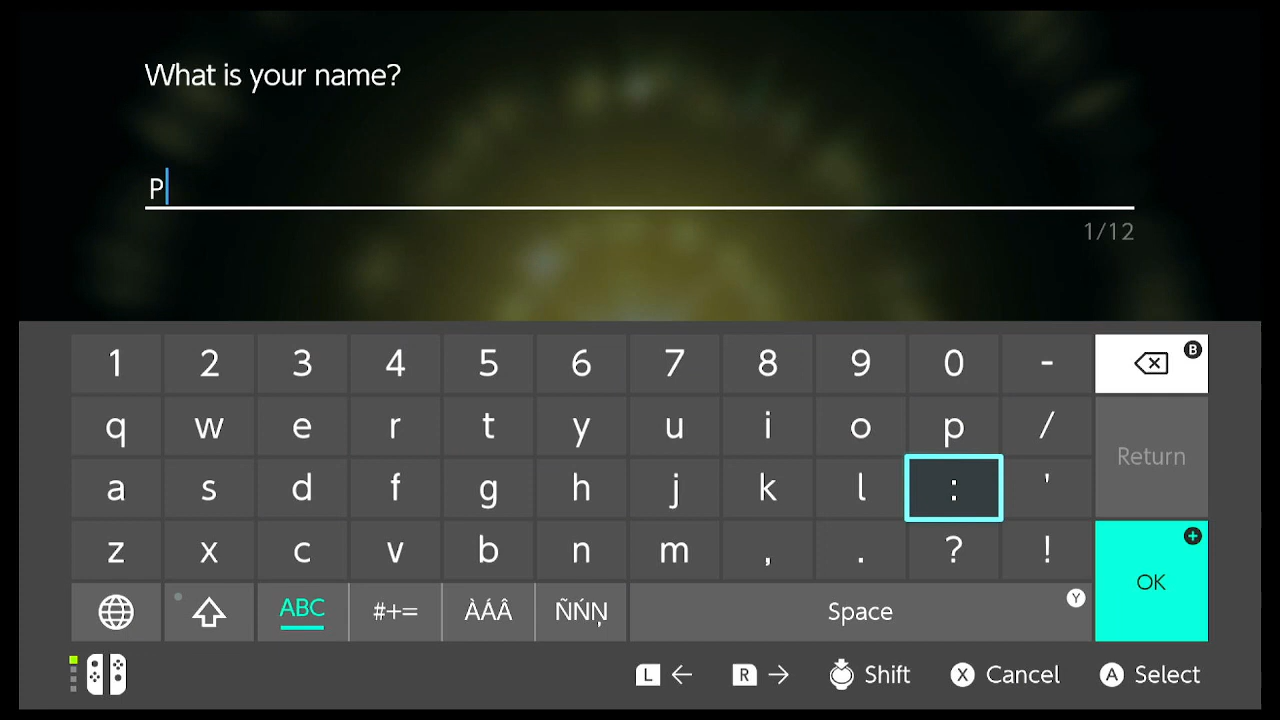 What is your name?
P
1/12
1 2 3 4 5 6 7 8 9 0 - B
q w e r t y u i o p / Return
a s d f g h j k l : '
z x c v b n m , . ? ! + OK
ABC #+= ÀÁÂ ÑŃŅ Space Y
L ← R → Shift X Cancel A Select